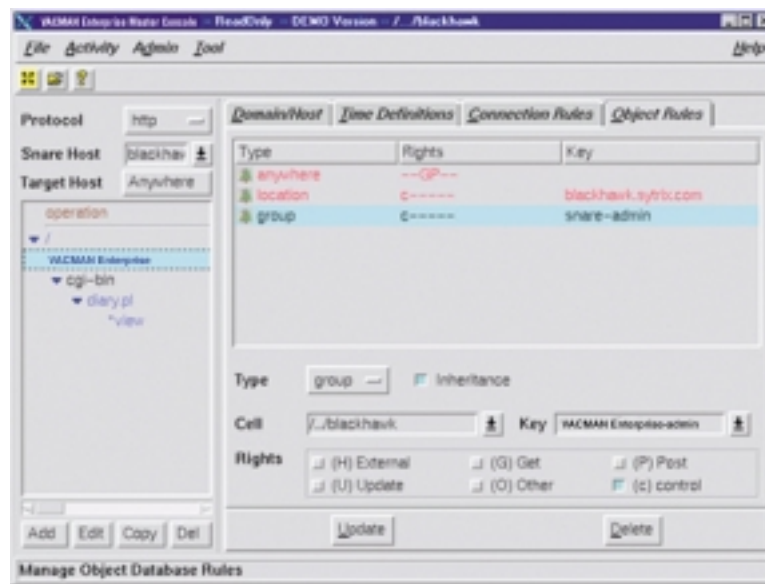 VACMAN Enterprise Master Console -- ReadOnly -- DEMO Version -- /.../blackhawk
File Activity Admin Tool Help
Protocol http
Snare Host blackhav
Target Host Anywhere
operation
/
VACMAN Enterprise
cgi-bin
diary.pl
*view
Add Edit Copy Del
Domain/Host Time Definitions Connection Rules Object Rules
Type Rights Key
anywhere --GP--
location c----- blackhawk.sytrix.com
group c----- snare-admin
Type group Inheritance
Cell /../blackhawk Key VACMAN Enterprise-admin
Rights (H) External (G) Get (P) Post
(U) Update (O) Other (c) control
Update Delete
Manage Object Database Rules